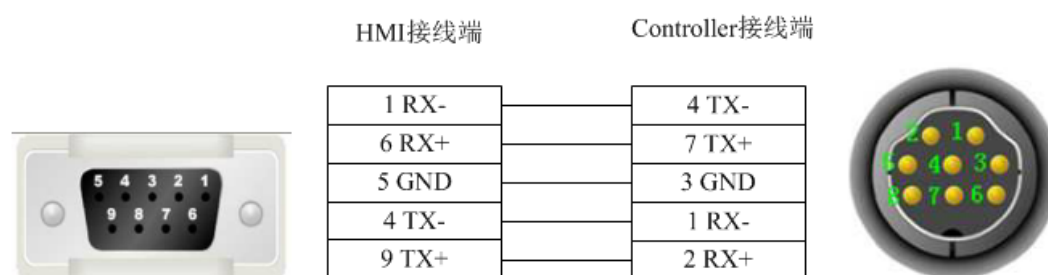 HMI接线端
Controller接线端
1 RX-
4 TX-
6 RX+
7 TX+
5 GND
3 GND
4 TX-
1 RX-
9 TX+
2 RX+
5 4 3 2 1
9 8 7 6
2 1
5 4 3
8 7 6